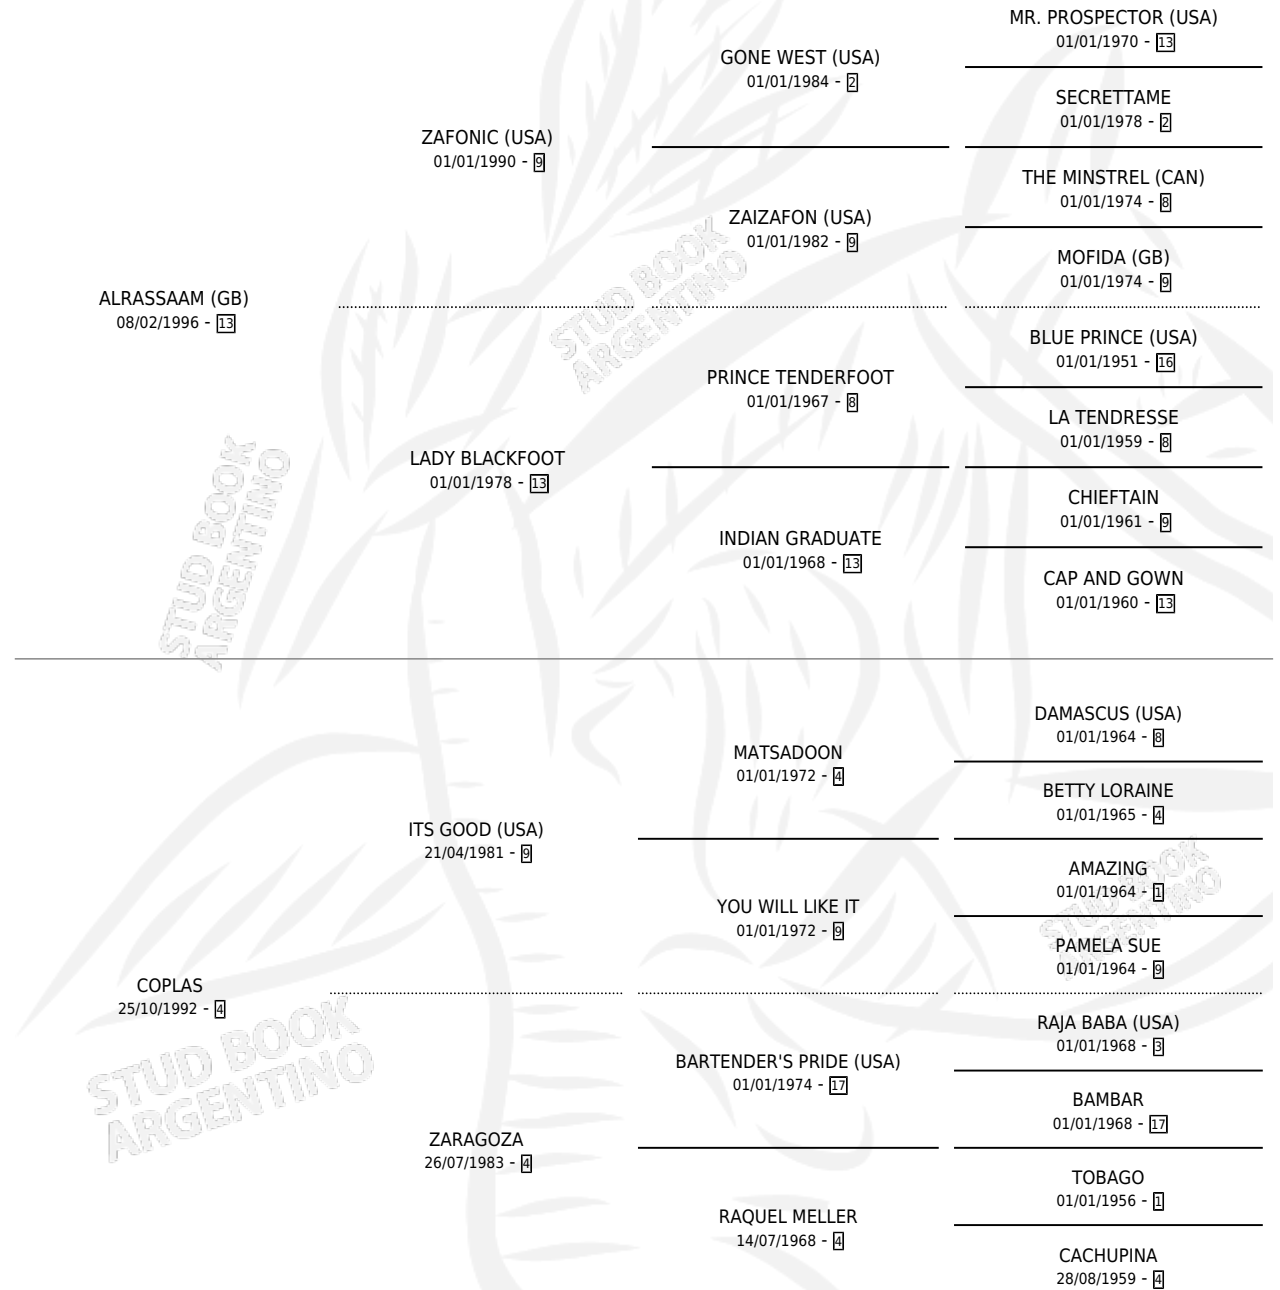 MR. PROSPECTOR (USA)
01/01/1970 - 13
GONE WEST (USA)
01/01/1984 - 2
SECRETTAME
01/01/1978 - 2
ZAFONIC (USA)
01/01/1990 - 9
THE MINSTREL (CAN)
01/01/1974 - 8
ZAIZAFON (USA)
01/01/1982 - 9
MOFIDA (GB)
01/01/1974 - 9
ALRASSAAM (GB)
08/02/1996 - 13
BLUE PRINCE (USA)
01/01/1951 - 16
PRINCE TENDERFOOT
01/01/1967 - 8
LA TENDRESSE
01/01/1959 - 8
LADY BLACKFOOT
01/01/1978 - 13
CHIEFTAIN
01/01/1961 - 9
INDIAN GRADUATE
01/01/1968 - 13
CAP AND GOWN
01/01/1960 - 13
DAMASCUS (USA)
01/01/1964 - 8
MATSADOON
01/01/1972 - 4
BETTY LORAINE
01/01/1965 - 4
ITS GOOD (USA)
21/04/1981 - 9
AMAZING
01/01/1964 - 1
YOU WILL LIKE IT
01/01/1972 - 9
PAMELA SUE
01/01/1964 - 9
COPLAS
25/10/1992 - 4
RAJA BABA (USA)
01/01/1968 - 3
BARTENDER'S PRIDE (USA)
01/01/1974 - 17
BAMBAR
01/01/1968 - 17
ZARAGOZA
26/07/1983 - 4
TOBAGO
01/01/1956 - 1
RAQUEL MELLER
14/07/1968 - 4
CACHUPINA
28/08/1959 - 4
STUD BOOK
ARGENTINO
STUD BOOK
ARGENTINO
STUD BOOK
ARGENTINO
STUD BOOK
ARGENTINO